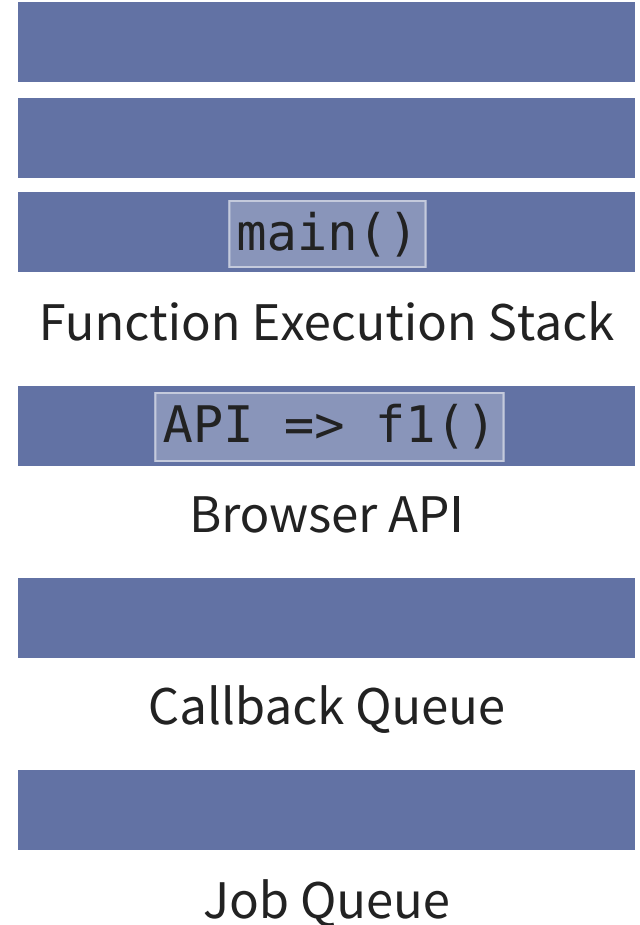 main()
Function Execution Stack
API => f1()
Browser API
Callback Queue
Job Queue